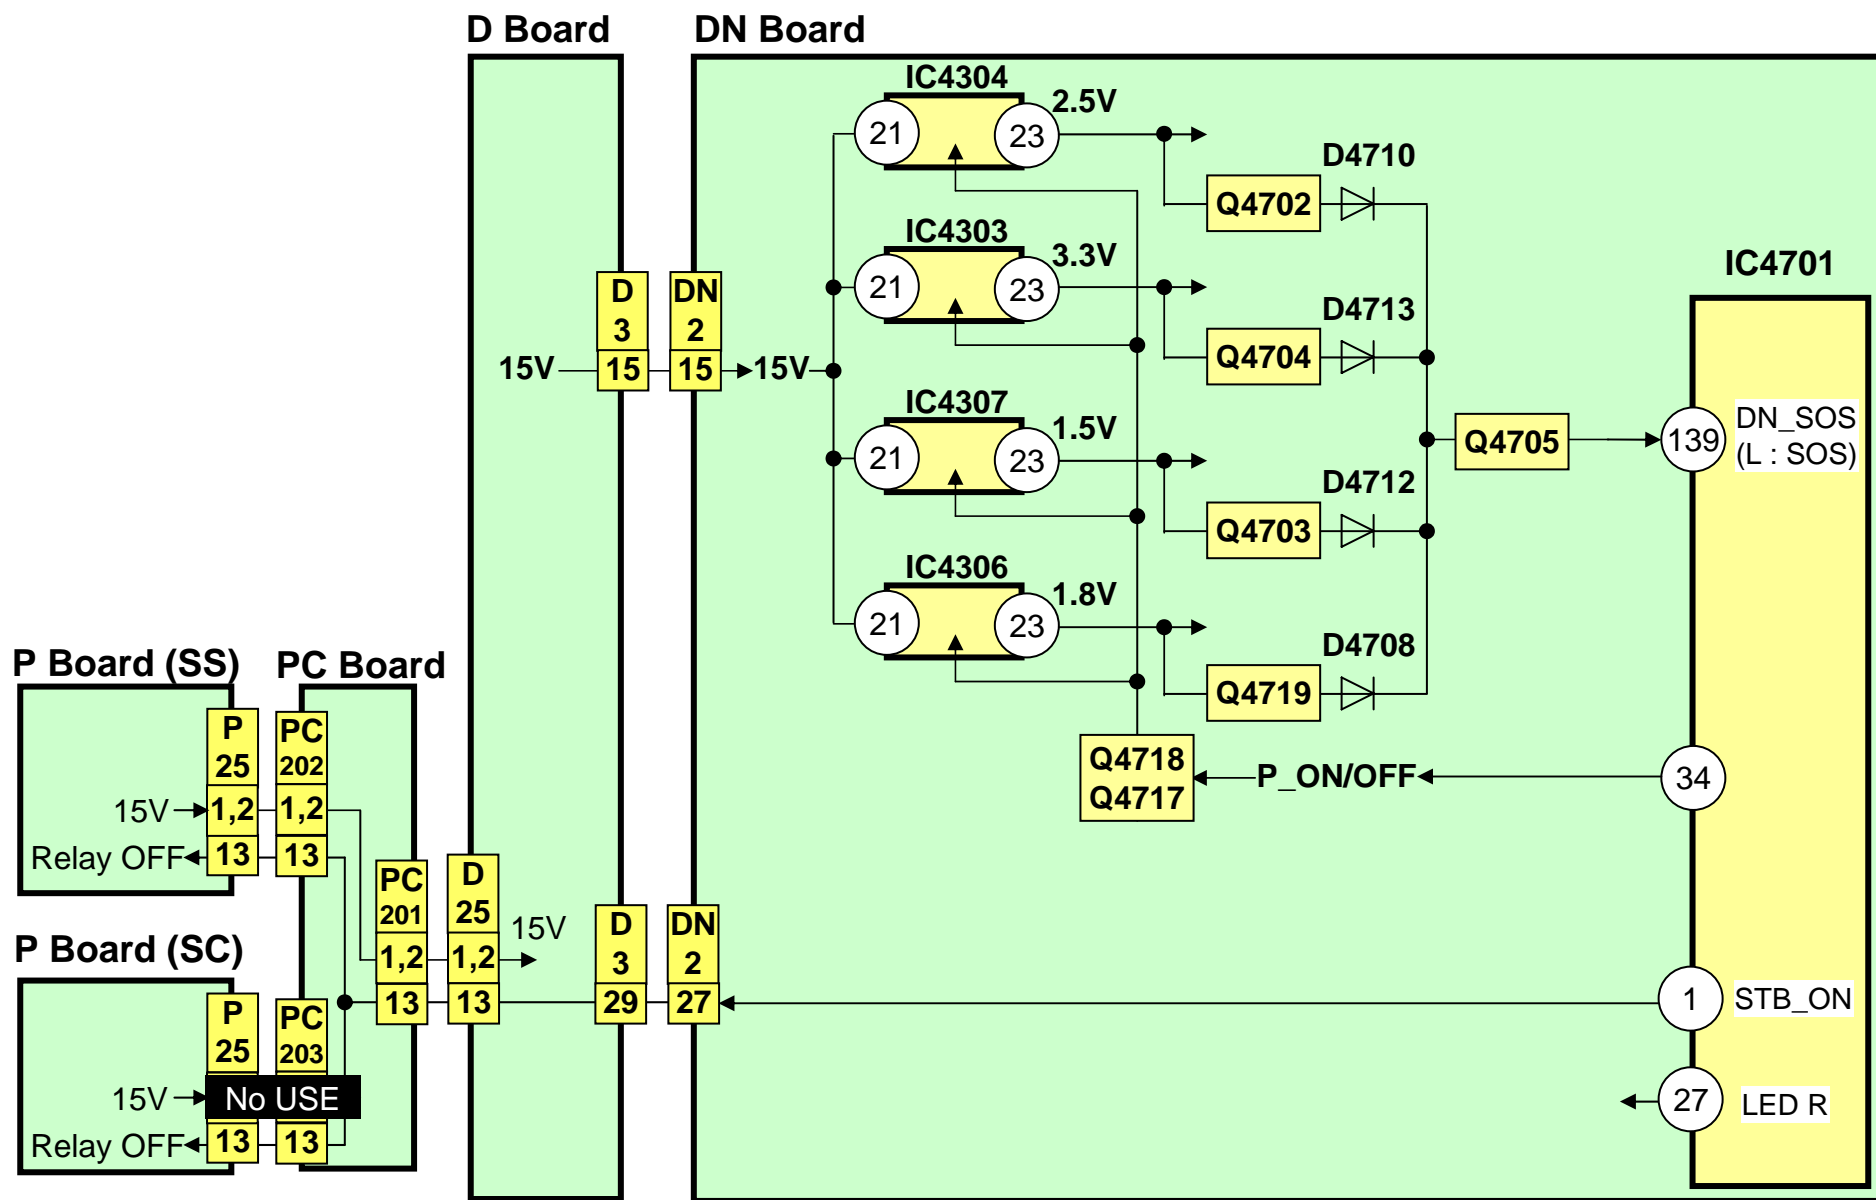 D Board
DN Board
IC4304
21
23
2.5V
D4710
Q4702
IC4303
21
23
3.3V
D4713
Q4704
IC4701
D
3
15
DN
2
15
15V
15V
IC4307
21
23
1.5V
D4712
Q4703
Q4705
139
DN_SOS
(L : SOS)
IC4306
21
23
1.8V
D4708
Q4719
Q4718
Q4717
P_ON/OFF
34
P Board (SS)
PC Board
P
25
1,2
13
PC
202
1,2
13
15V
Relay OFF
PC
201
1,2
13
D
25
1,2
13
15V
D
3
29
DN
2
27
1
STB_ON
27
LED R
P Board (SC)
P
25
PC
203
15V
No USE
Relay OFF
13
13